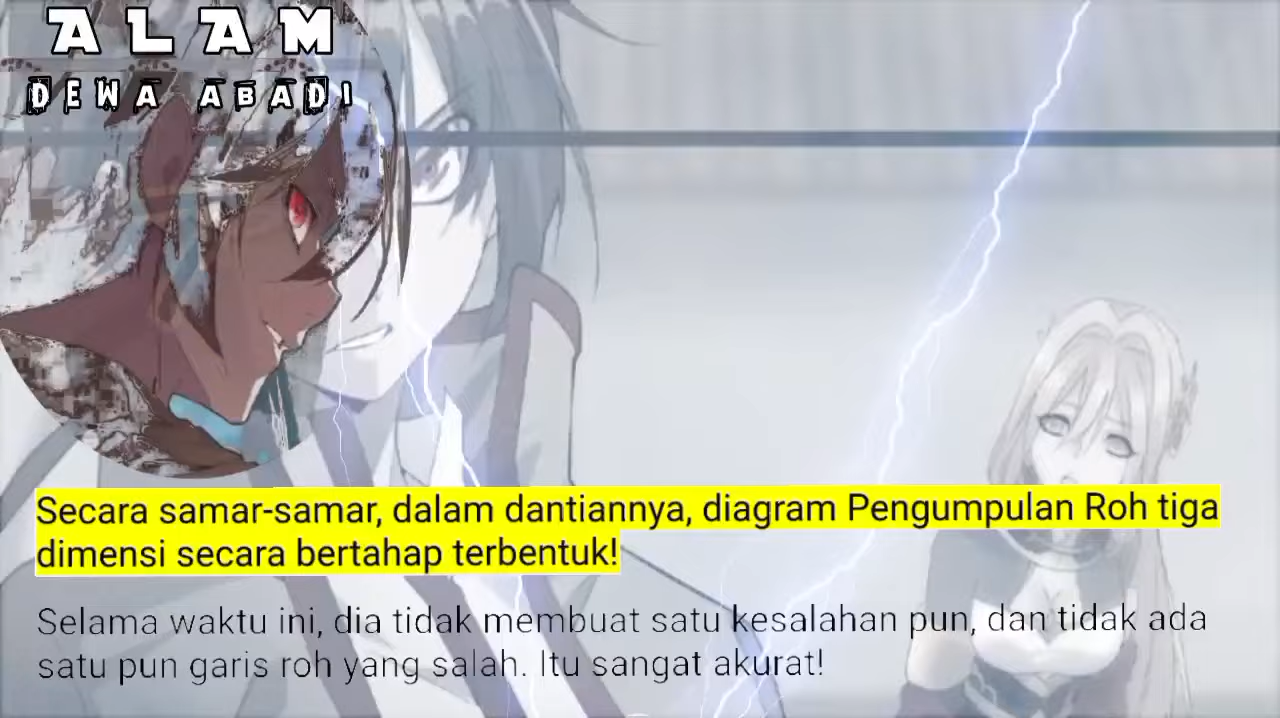 ALAM
DEWA ABADI
Secara samar-samar, dalam dantiannya, diagram Pengumpulan Roh tiga
dimensi secara bertahap terbentuk!
Selama waktu ini, dia tidak membuat satu kesalahan pun, dan tidak ada
satu pun garis roh yang salah. Itu sangat akurat!